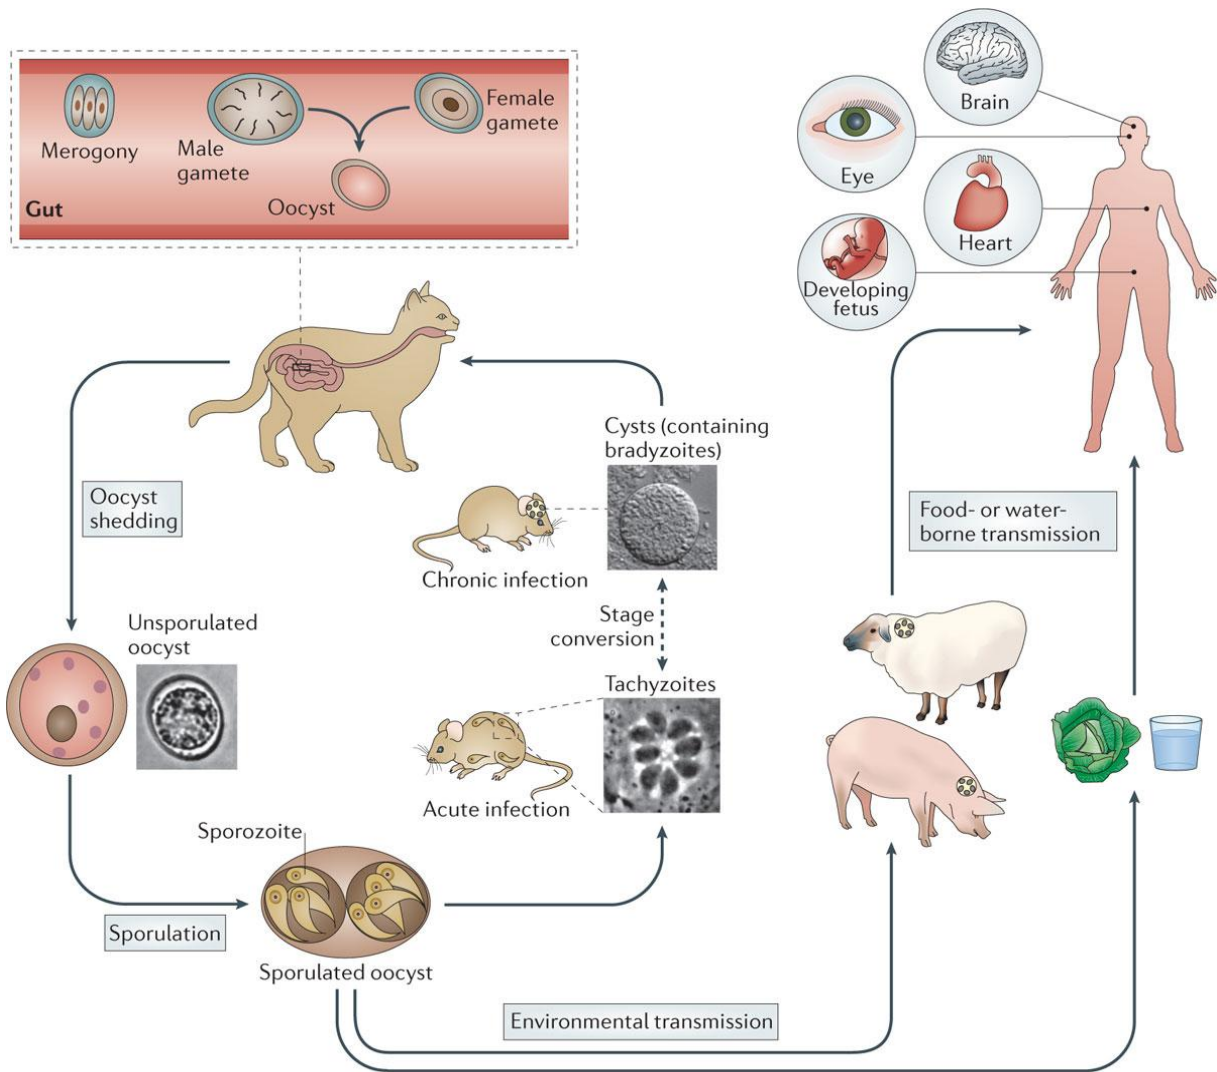 Merogony
Male
gamete
Female
gamete
Oocyst
Gut
Brain
Eye
Heart
Developing
fetus
Oocyst
shedding
Cysts (containing
bradyzoites)
Chronic infection
Stage
conversion
Food- or water-
borne transmission
Unsporulated
oocyst
Tachyzoites
Acute infection
Sporozoite
Sporulation
Sporulated oocyst
Environmental transmission